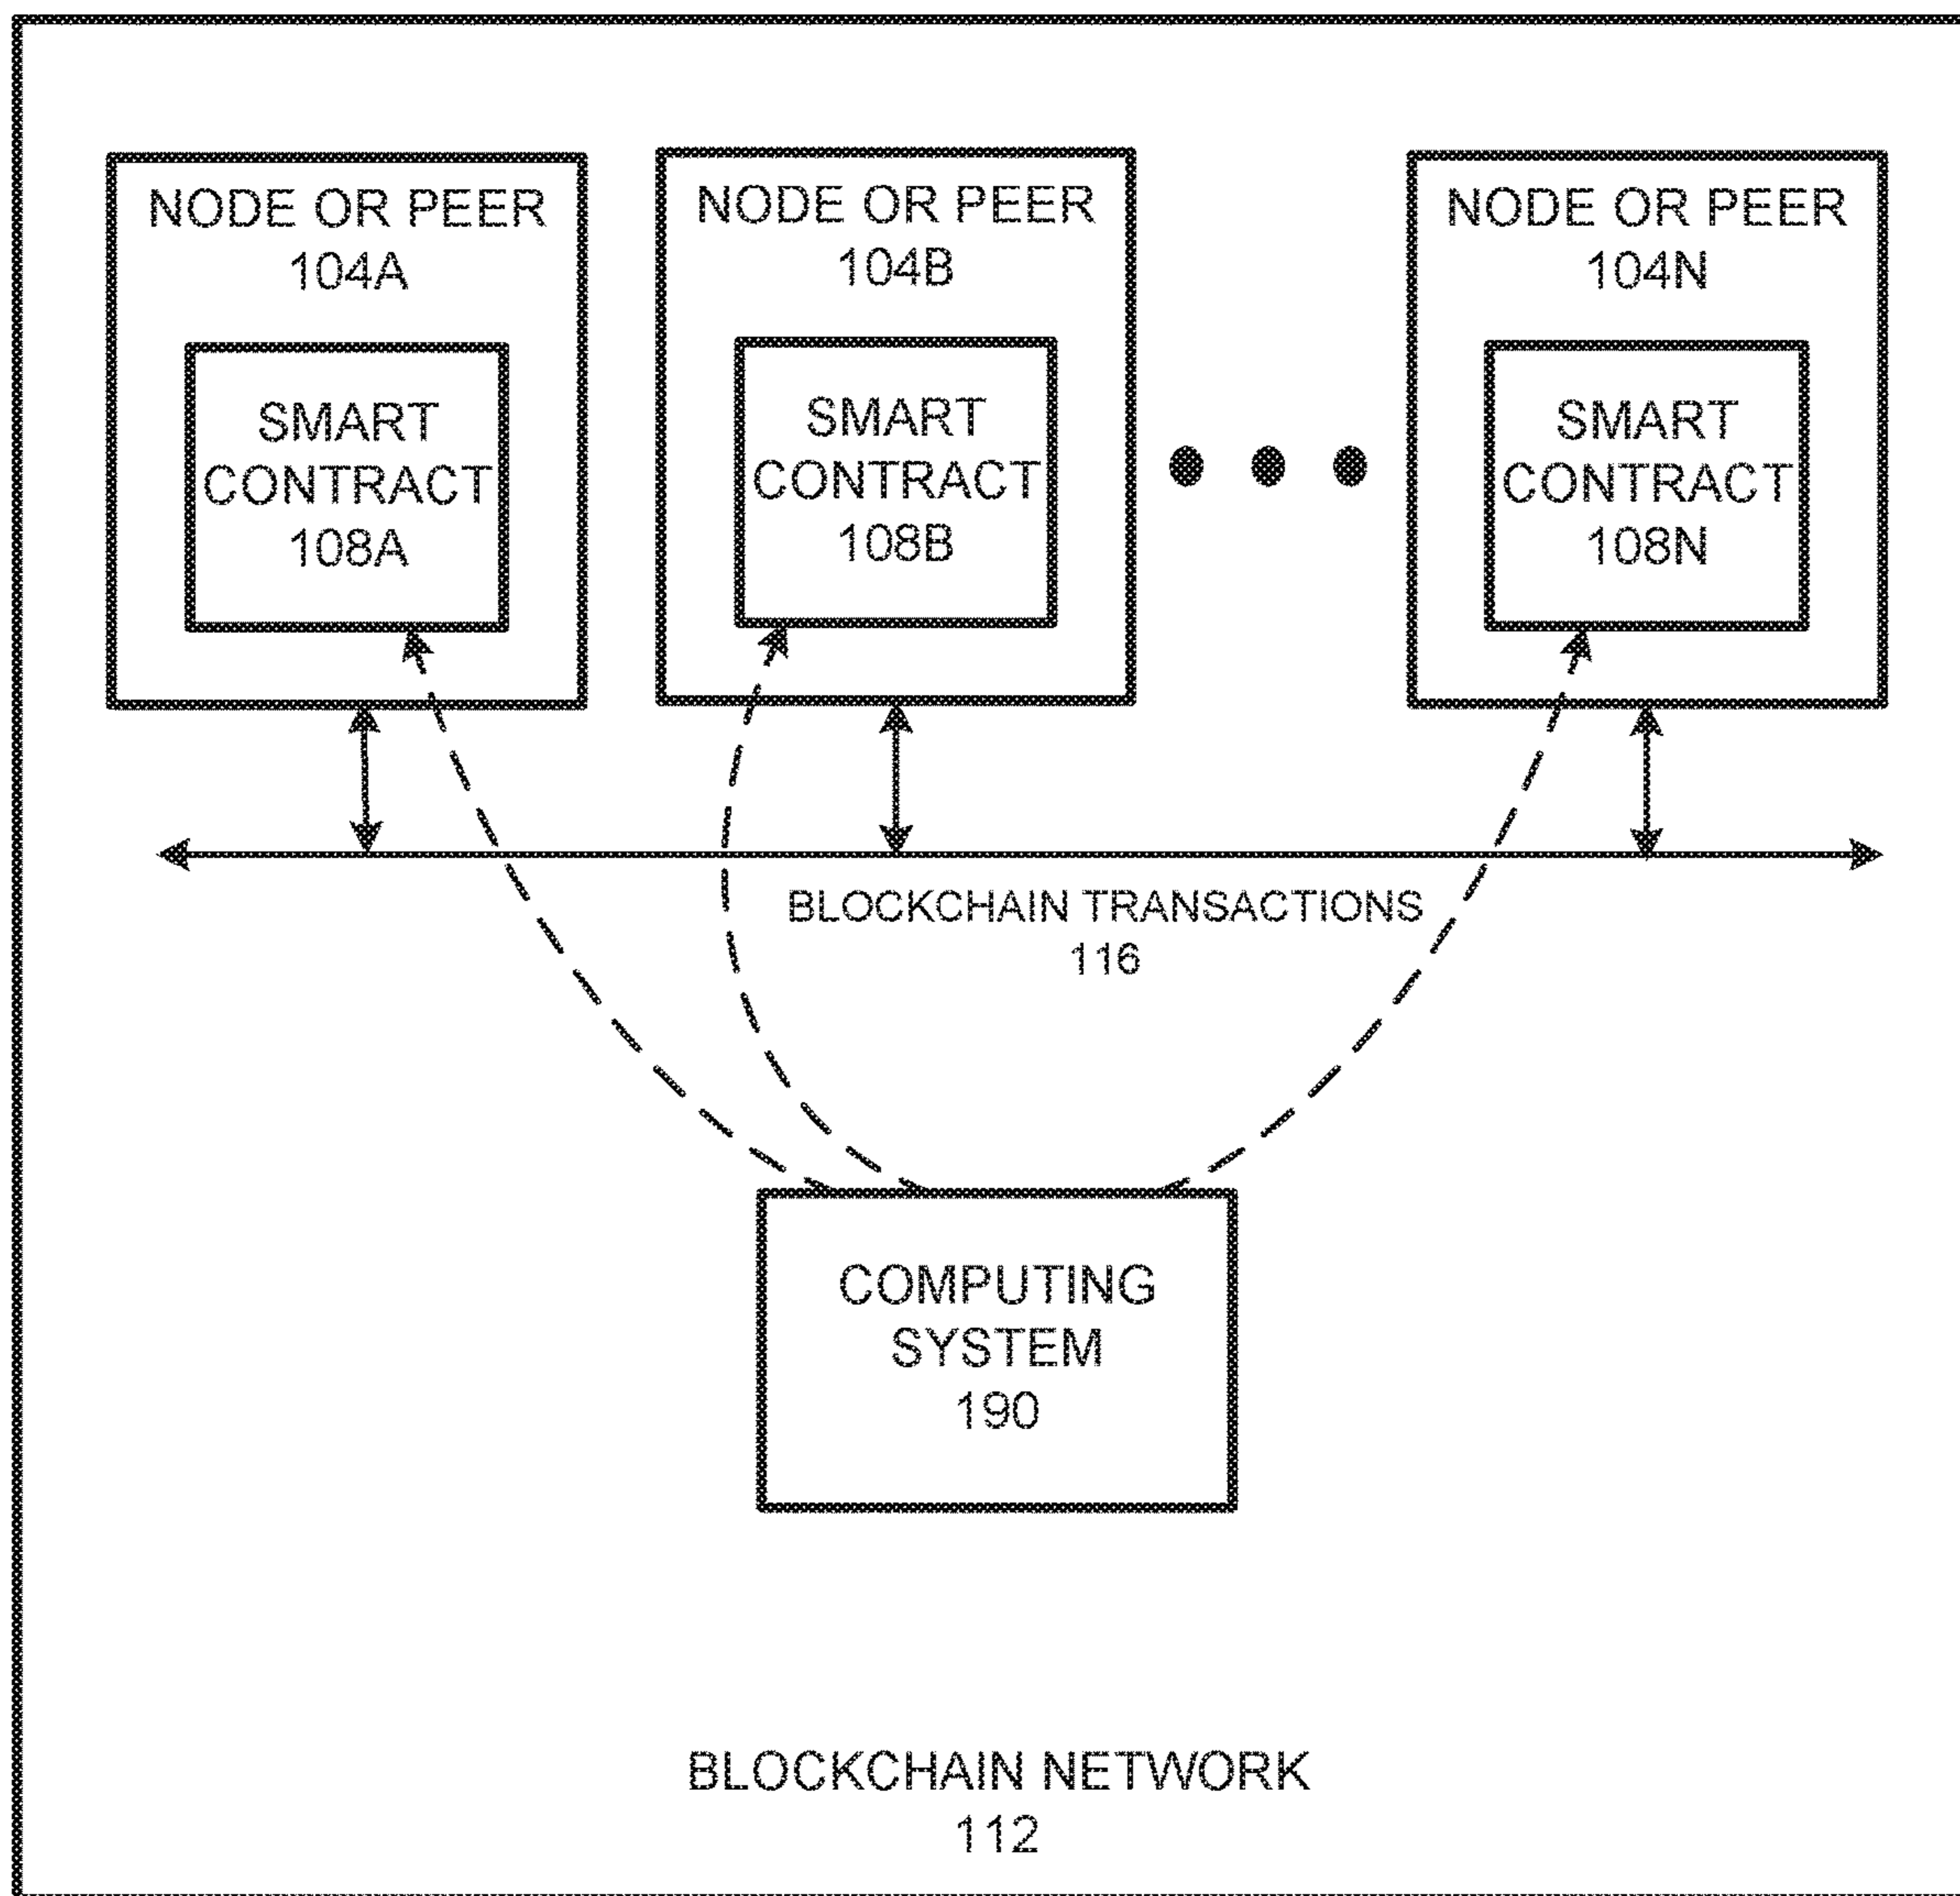 NODE OR PEER
104A
SMART
CONTRACT
108A
NODE OR PEER
104B
SMART
CONTRACT
108B
NODE OR PEER
104N
SMART
CONTRACT
108N
BLOCKCHAIN TRANSACTIONS
116
COMPUTING
SYSTEM
190
BLOCKCHAIN NETWORK
112